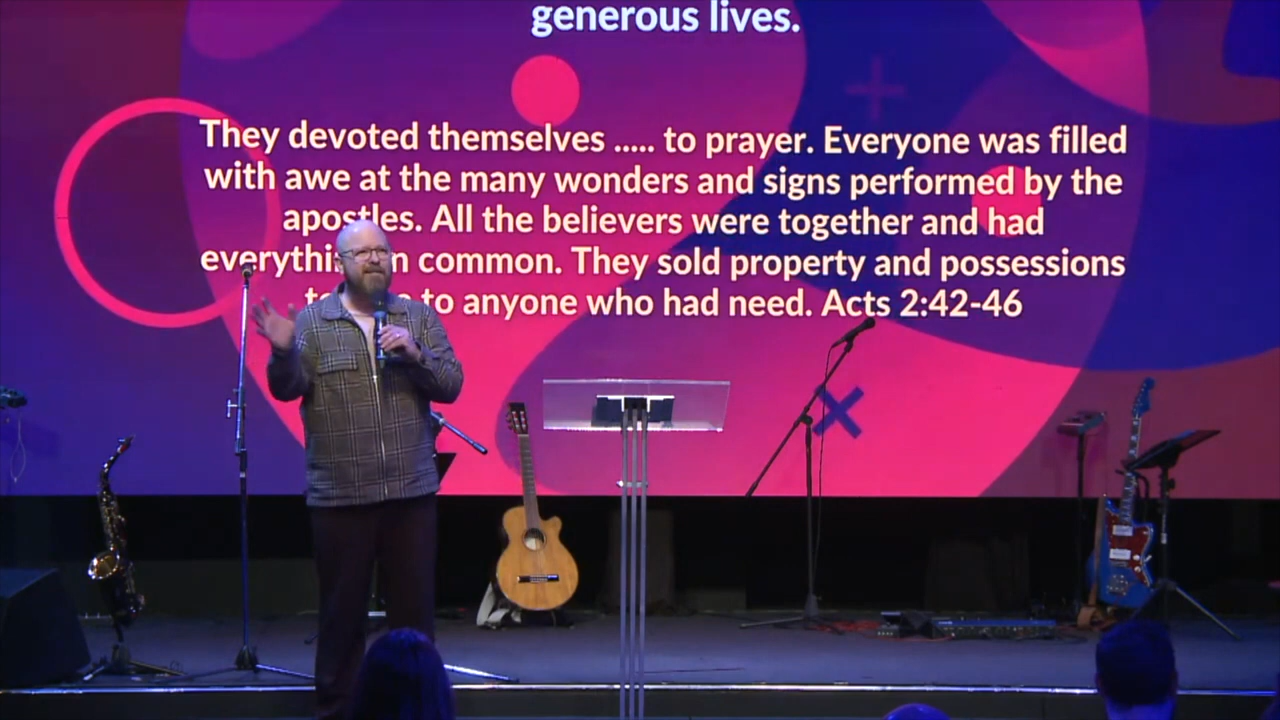 generous lives.
They devoted themselves ..... to prayer. Everyone was filled
with awe at the many wonders and signs performed by the
apostles. All the believers were together and had
common. They sold property and possessions
to anyone who had need. Acts 2:42-46